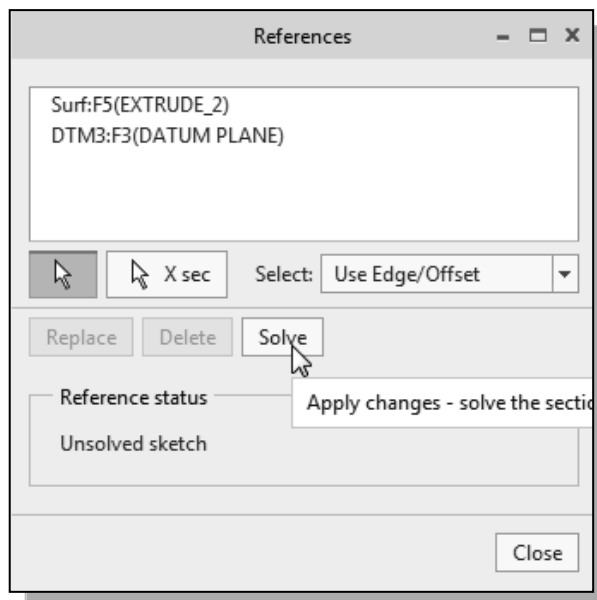 References
Surf:F5(EXTRUDE_2)
DTM3:F3(DATUM PLANE)
X sec Select: Use Edge/Offset
Replace Delete Solve
Apply changes - solve the sectio
Reference status
Unsolved sketch
Close